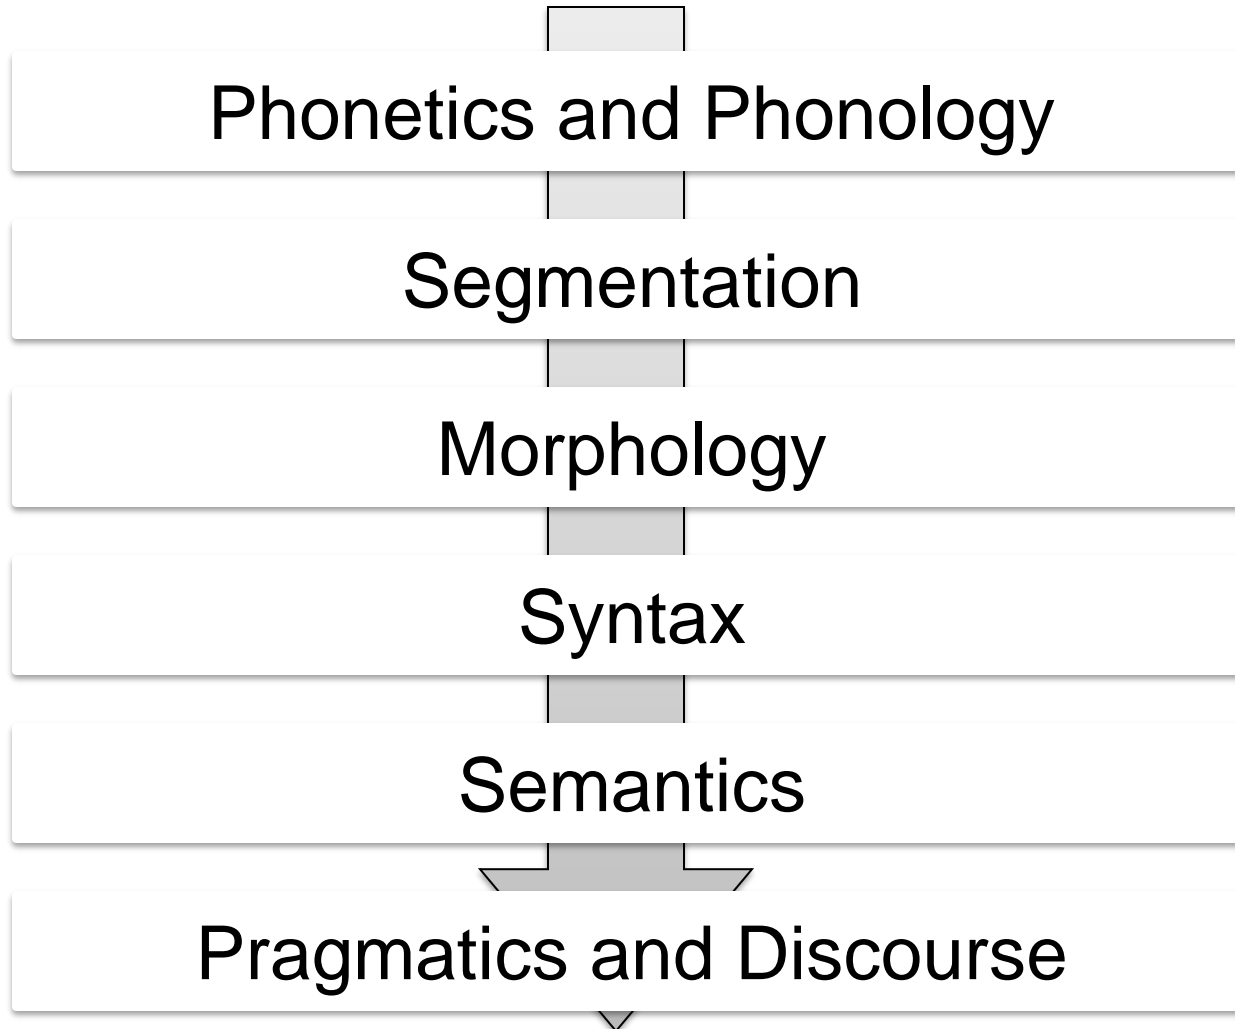 Phonetics and Phonology
Segmentation
Morphology
Syntax
Semantics
Pragmatics and Discourse